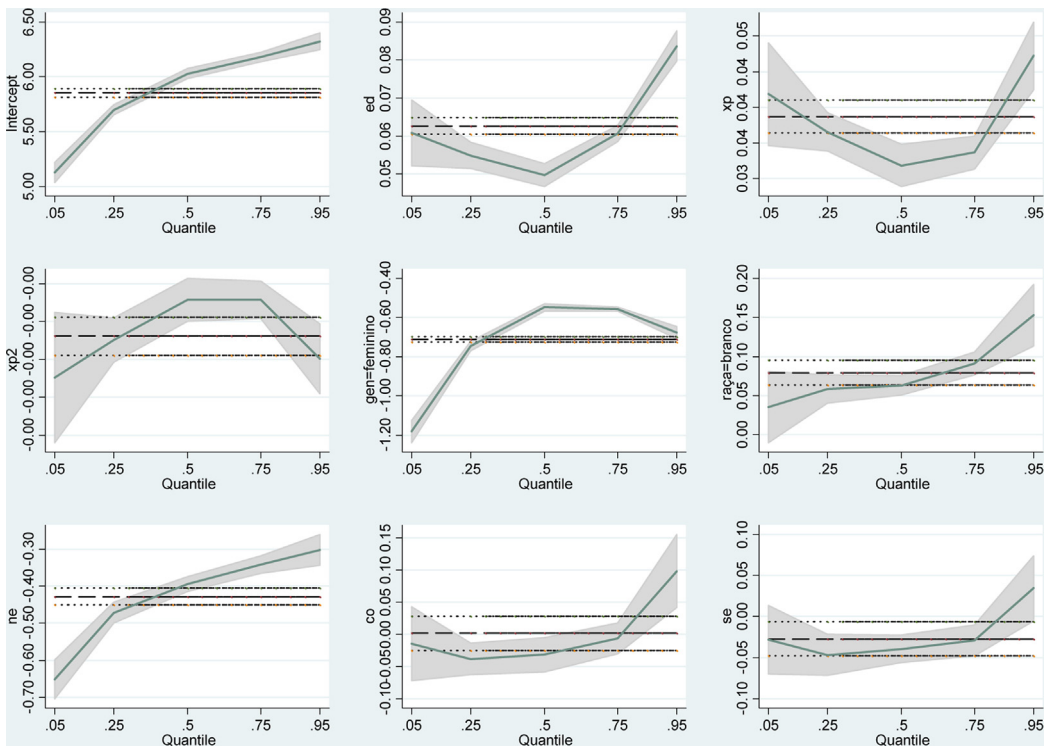 Intercept
6.50
6.00
5.50
5.00
.05 .25 .5 .75 .95
Quantile
ed
0.09
0.08
0.07
0.06
0.05
.05 .25 .5 .75 .95
Quantile
xp
0.05
0.04
0.04
0.04
0.03
.05 .25 .5 .75 .95
Quantile
xp2
-0.00
-0.00
-0.00
-0.00
-0.00
.05 .25 .5 .75 .95
Quantile
gen=feminino
-0.40
-0.60
-0.80
-1.00
-1.20
.05 .25 .5 .75 .95
Quantile
raça=branco
0.20
0.15
0.10
0.05
0.00
.05 .25 .5 .75 .95
Quantile
ne
-0.30
-0.40
-0.50
-0.60
-0.70
.05 .25 .5 .75 .95
Quantile
co
0.15
0.10
0.05
0.00
-0.05
-0.10
.05 .25 .5 .75 .95
Quantile
se
0.10
0.05
0.00
-0.05
-0.10
.05 .25 .5 .75 .95
Quantile